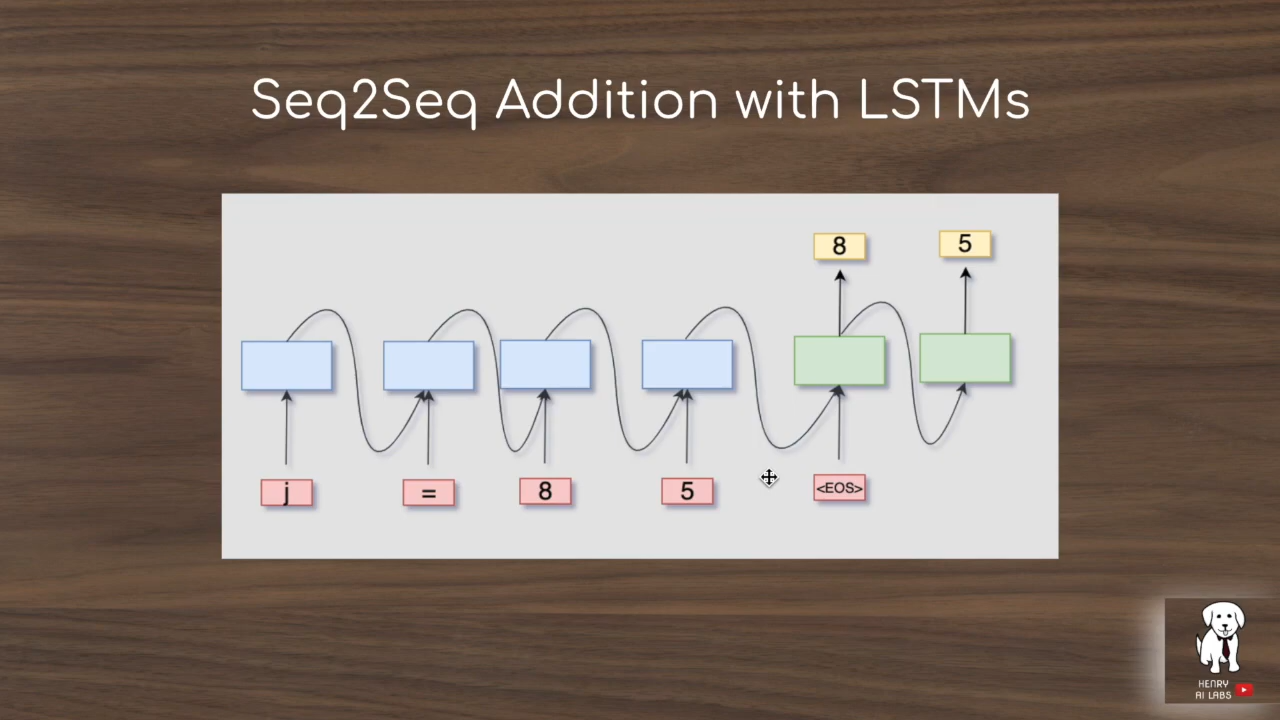 Seq2Seq Addition with LSTMs
8 5
j = 8 5 <EOS>
HENRY
AI LABS